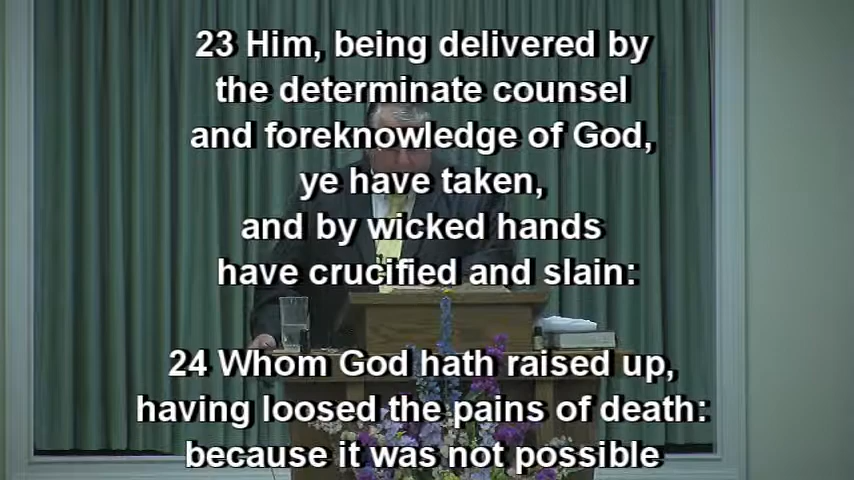 23 Him, being delivered by
the determinate counsel
and foreknowledge of God,
ye have taken,
and by wicked hands
have crucified and slain:
24 Whom God hath raised up,
having loosed the pains of death:
because it was not possible